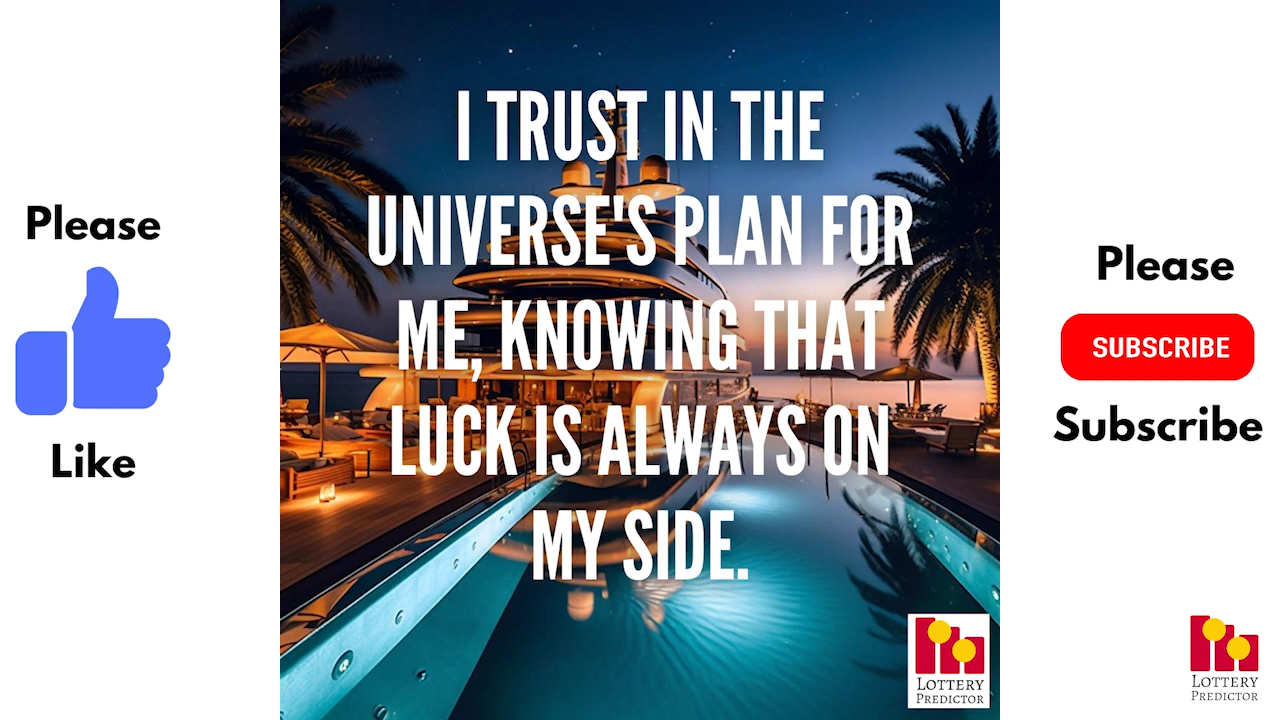 Please
Like
I TRUST IN THE
UNIVERSE'S PLAN FOR
ME, KNOWING THAT
LUCK IS ALWAYS ON
MY SIDE.
LOTTERY
PREDICTOR
Please
SUBSCRIBE
Subscribe
LOTTERY
PREDICTOR